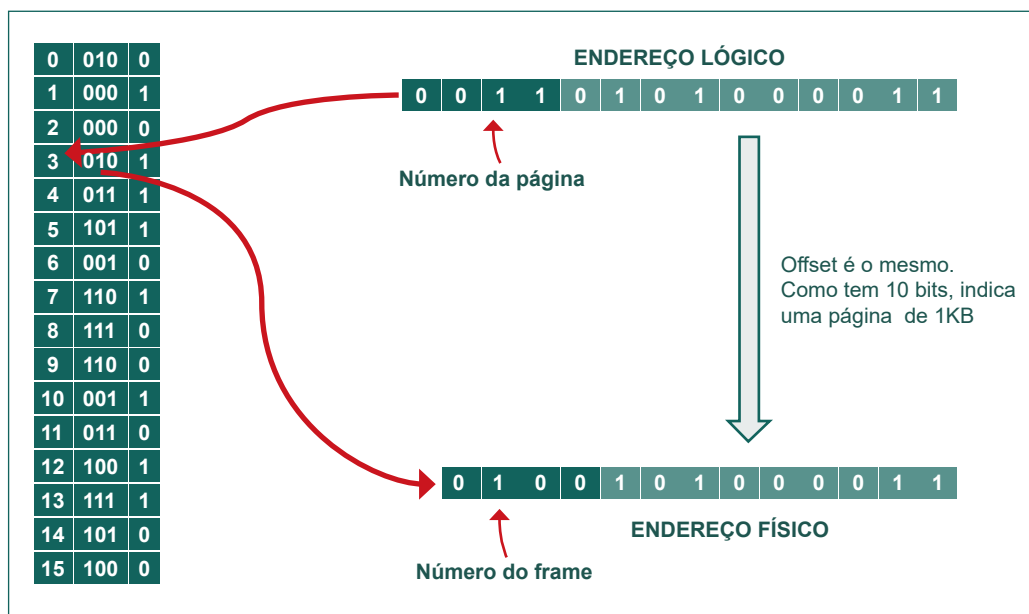 ENDEREÇO LÓGICO
0 0 1 1 0 1 0 1 0 0 0 0 1 1
Número da página
0 010 0
1 000 1
2 000 0
3 010 1
4 011 1
5 101 1
6 001 0
7 110 1
8 111 0
9 110 0
10 001 1
11 011 0
12 100 1
13 111 1
14 101 0
15 100 0
Offset é o mesmo.
Como tem 10 bits, indica
uma página de 1KB
0 1 0 0 1 0 1 0 0 0 0 1 1
ENDEREÇO FÍSICO
Número do frame